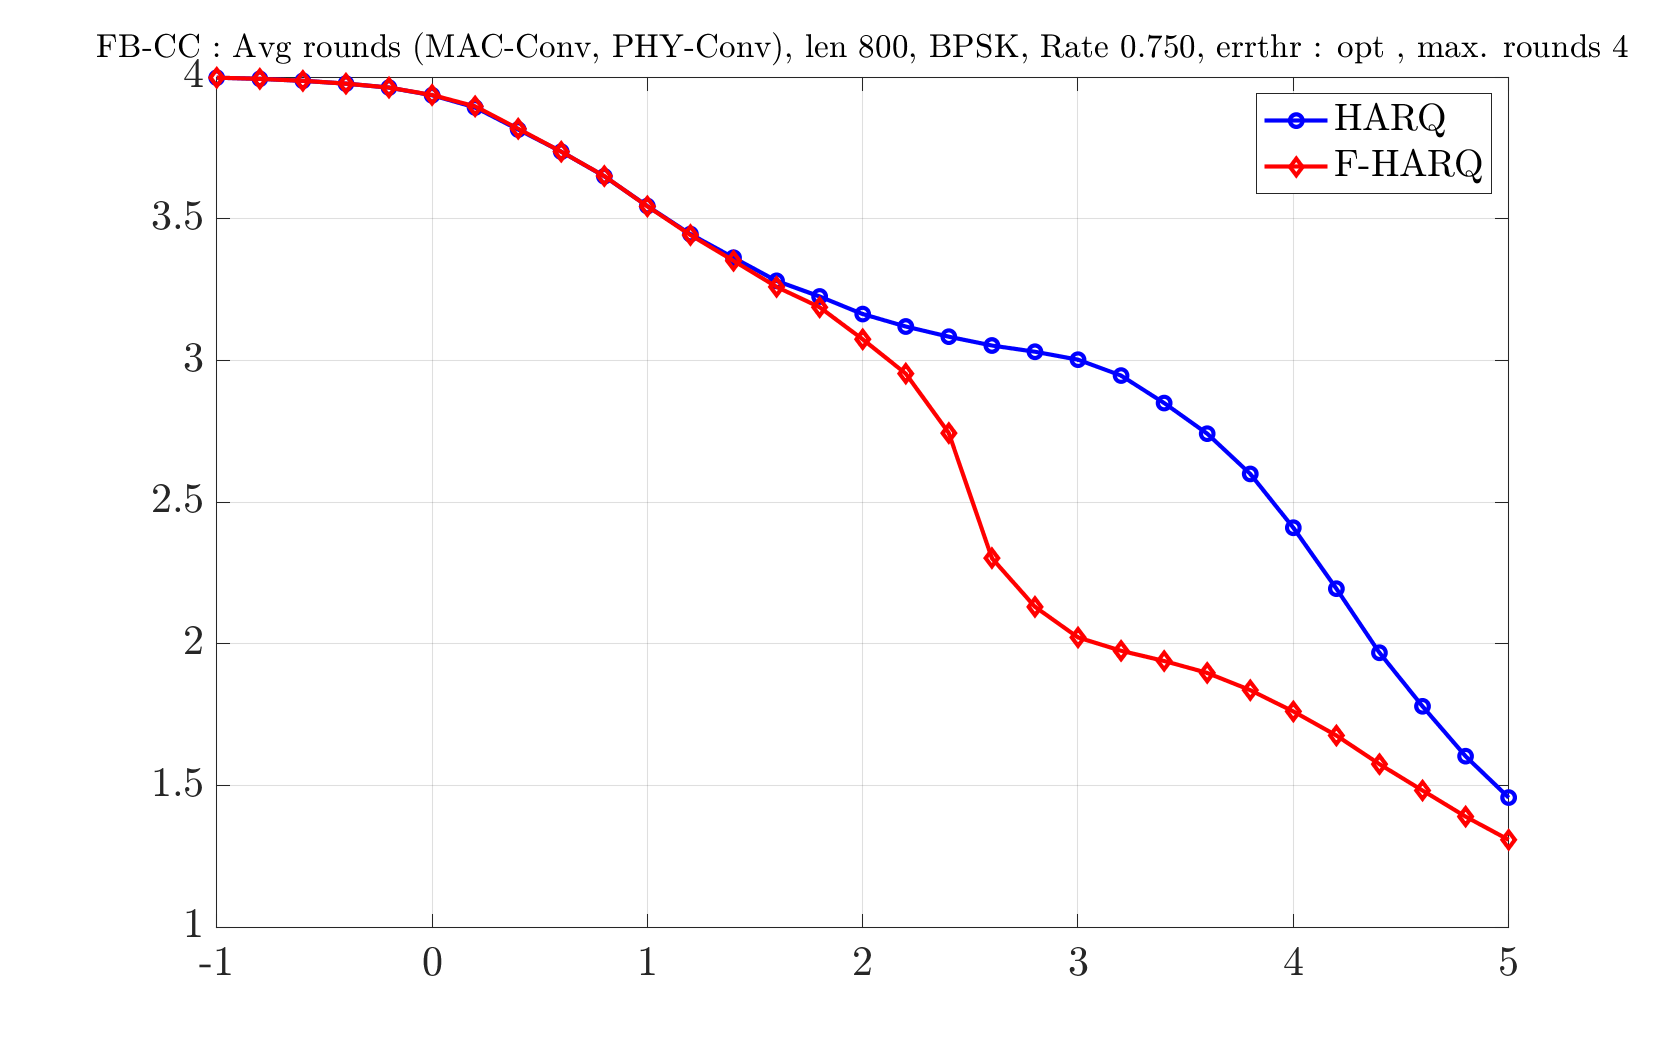 FB-CC : Avg rounds (MAC-Conv, PHY-Conv), len 800, BPSK, Rate 0.750, errthr : opt , max. rounds 4
HARQ
F-HARQ
4
3.5
3
2.5
2
1.5
1
-1 0 1 2 3 4 5